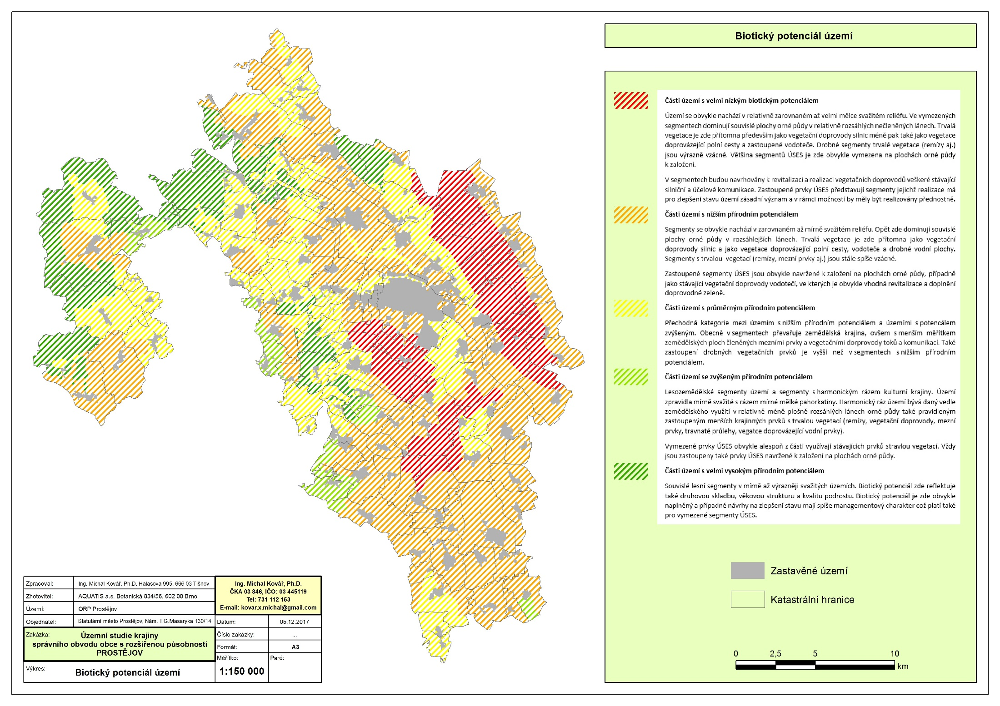 Biotický potenciál území
Části území s velmi nízkým biotickým potenciálem
Území se obvykle nachází v relativně zarovnaném až velmi mělce svažitém reliéfu. Ve vymezených
segmentech dominují souvislé plochy orné půdy v relativně rozsáhlých nečleněných lánech. Trvalá
vegetace je zde přítomna především jako vegetační doprovody silnic méně pak také jako vegetace
doprovázející polní cesty a zastoupené vodoteče. Drobné segmenty trvalé vegetace (remízy aj.)
jsou výrazně vzácné. Většina segmentů ÚSES je zde obvykle vymezena na plochách orné půdy
k založení.
V segmentech budou navrhovány k revitalizaci a realizaci vegetačních doprovodů veškeré stávající
silniční a účelové komunikace. Zastoupené prvky ÚSES představují segmenty jejichž realizace má
pro zlepšení stavu území zásadní význam a v rámci možností by měly být realizovány přednostně.
Části území s nižším přírodním potenciálem
Segmenty se obvykle nachází v zarovnaném až mírně svažitém reliéfu. Opět zde dominují souvislé
plochy orné půdy v rozsáhlejších lánech. Trvalá vegetace je zde přítomna jako vegetační
doprovody silnic a jako vegetace doprovázející polní cesty, vodoteče a drobné vodní plochy.
Segmenty s trvalou vegetací (remízy, mezní prvky aj.) jsou stále spíše vzácné.
Zastoupené segmenty ÚSES jsou obvykle navržené k založení na plochách orné půdy, případně
jako stávající vegetační doprovody vodotečí, ve kterých je obvykle vhodná revitalizace a doplnění
doprovodné zeleně.
Části území s průměrným přírodním potenciálem
Přechodná kategorie mezi územím s nižším přírodním potenciálem a územími s potencálem
zvýšeným. Obecně v segmentech převařuje zemědělská krajina, ovšem s menším měřítkem
zemědělských ploch členěných mezními prvky a vegetačními dorprovody toků a komunikací. Také
zastoupení drobných vegetačních prvků je vyšší než v segmentech s nižším přírodním
potenciálem.
Části území se zvýšeným přírodním potenciálem
Lesozemědělské segmenty území a segmenty s harmonickým rázem kulturní krajiny. Území
zpravidla mírně svažité s rázem mírné mělké pahorkatiny. Harmonický ráz území bývá daný vedle
zemědělského využití v relativně méně plošně rozsáhlých lánech orné půdy také pravidleným
zastoupeným menších krajinných prvků s trvalou vegetací (remízy, vegetační doprovody, mezní
prvky, travnaté průlehy, vegatce doprovázející vodní prvky).
Vymezené prvky ÚSES obvykle alespoň z části využívají stávajících prvků stravlou vegetací. Vždy
jsou zastoupeny také prvky ÚSES navržené k založení na plochách orné půdy.
Části území s velmi vysokým přírodním potenciálem
Souvislé lesní segmenty v mírně až výrazněji svažitých územích. Biotický potenciál zde reflektuje
také druhovou skladbu, věkovou strukturu a kvalitu podrostu. Biotický potenciál je zde obvykle
naplněný a případné návrhy na zlepšení stavu mají spíše managementový charakter což platí také
pro vymezené segmenty ÚSES.
Zastavěné území
Katastrální hranice
0 2,5 5 10
km
Zpracoval: Ing. Michal Kovář, Ph.D. Halasova 995, 666 03 Tišnov
Zhotovitel: AQUATIS a.s. Botanická 834/56, 602 00 Brno
Území: ORP Prostějov
Objednatel: Statutární město Prostějov, Nám. T.G.Masaryka 130/14
Zakázka: Územní studie krajiny
správního obvodu obce s rozšířenou působností
PROSTĚJOV
Výkres: Biotický potenciál území
Ing. Michal Kovář, Ph.D.
ČKA 03 846, IČO: 03 445119
Tel: 731 112 153
E-mail: kovar.x.michal@gmail.com
Datum: 05.12.2017
Číslo zakázky: ...
Formát: A3
Měřítko: Paré:
1:150 000